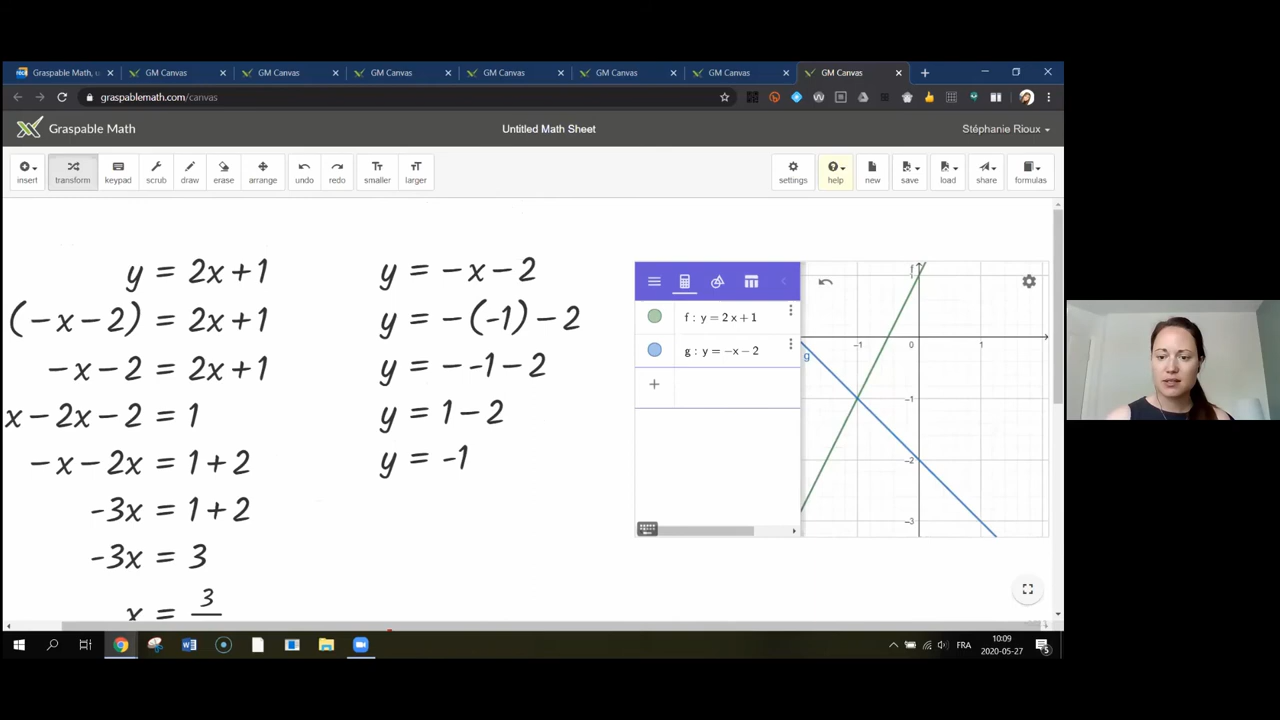 Graspable Math, u
GM Canvas
GM Canvas
GM Canvas
GM Canvas
GM Canvas
GM Canvas
GM Canvas
graspablemath.com/canvas
Graspable Math
Untitled Math Sheet
Stéphanie Rioux
insert
transform
keypad
scrub
draw
erase
arrange
undo
redo
smaller
larger
settings
help
new
save
load
share
formulas
y = 2x+1
(−x−2) = 2x+1
−x−2 = 2x+1
x−2x−2 = 1
−x−2x = 1+2
-3x = 1+2
-3x = 3
x = 3
y = −x−2
y = −(-1)−2
y = −-1−2
y = 1−2
y = -1
f : y = 2 x + 1
g : y = −x − 2
f
g
−1 0 1
−1
−2
−3
FRA
10:09
2020-05-27
5